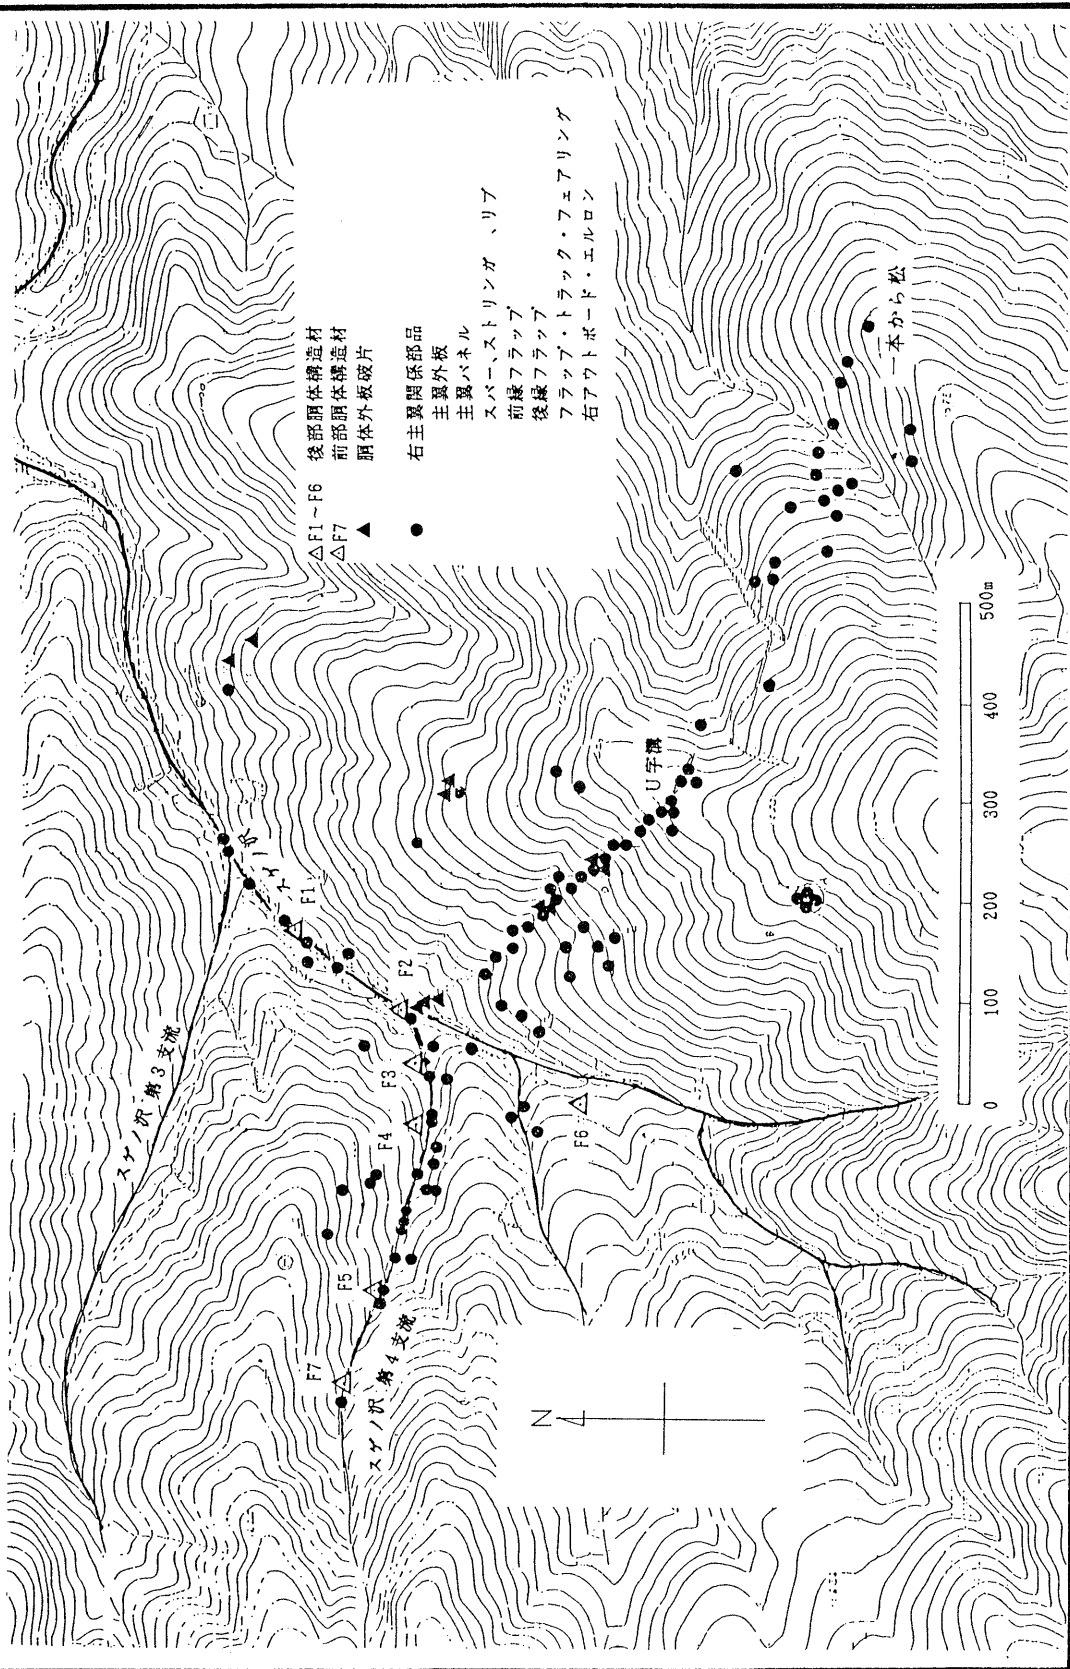 △F1~F6 後部胴体構造材
△F7 前部胴体構造材
▲ 胴体外板破片
● 右主翼関係部品
主翼外板
主翼パネル
スパー、ストリンガ、リブ
前縁フラップ
後縁フラップ
フラップ・トラック・フェアリング
右アウトボード・エルロン
スゲノ沢 第3支流
スゲノ沢
F1
F2
F3
F4
F5
F6
F7
スゲノ沢 第4支流
U字溝
一本から松
N
0 100 200 300 400 500m